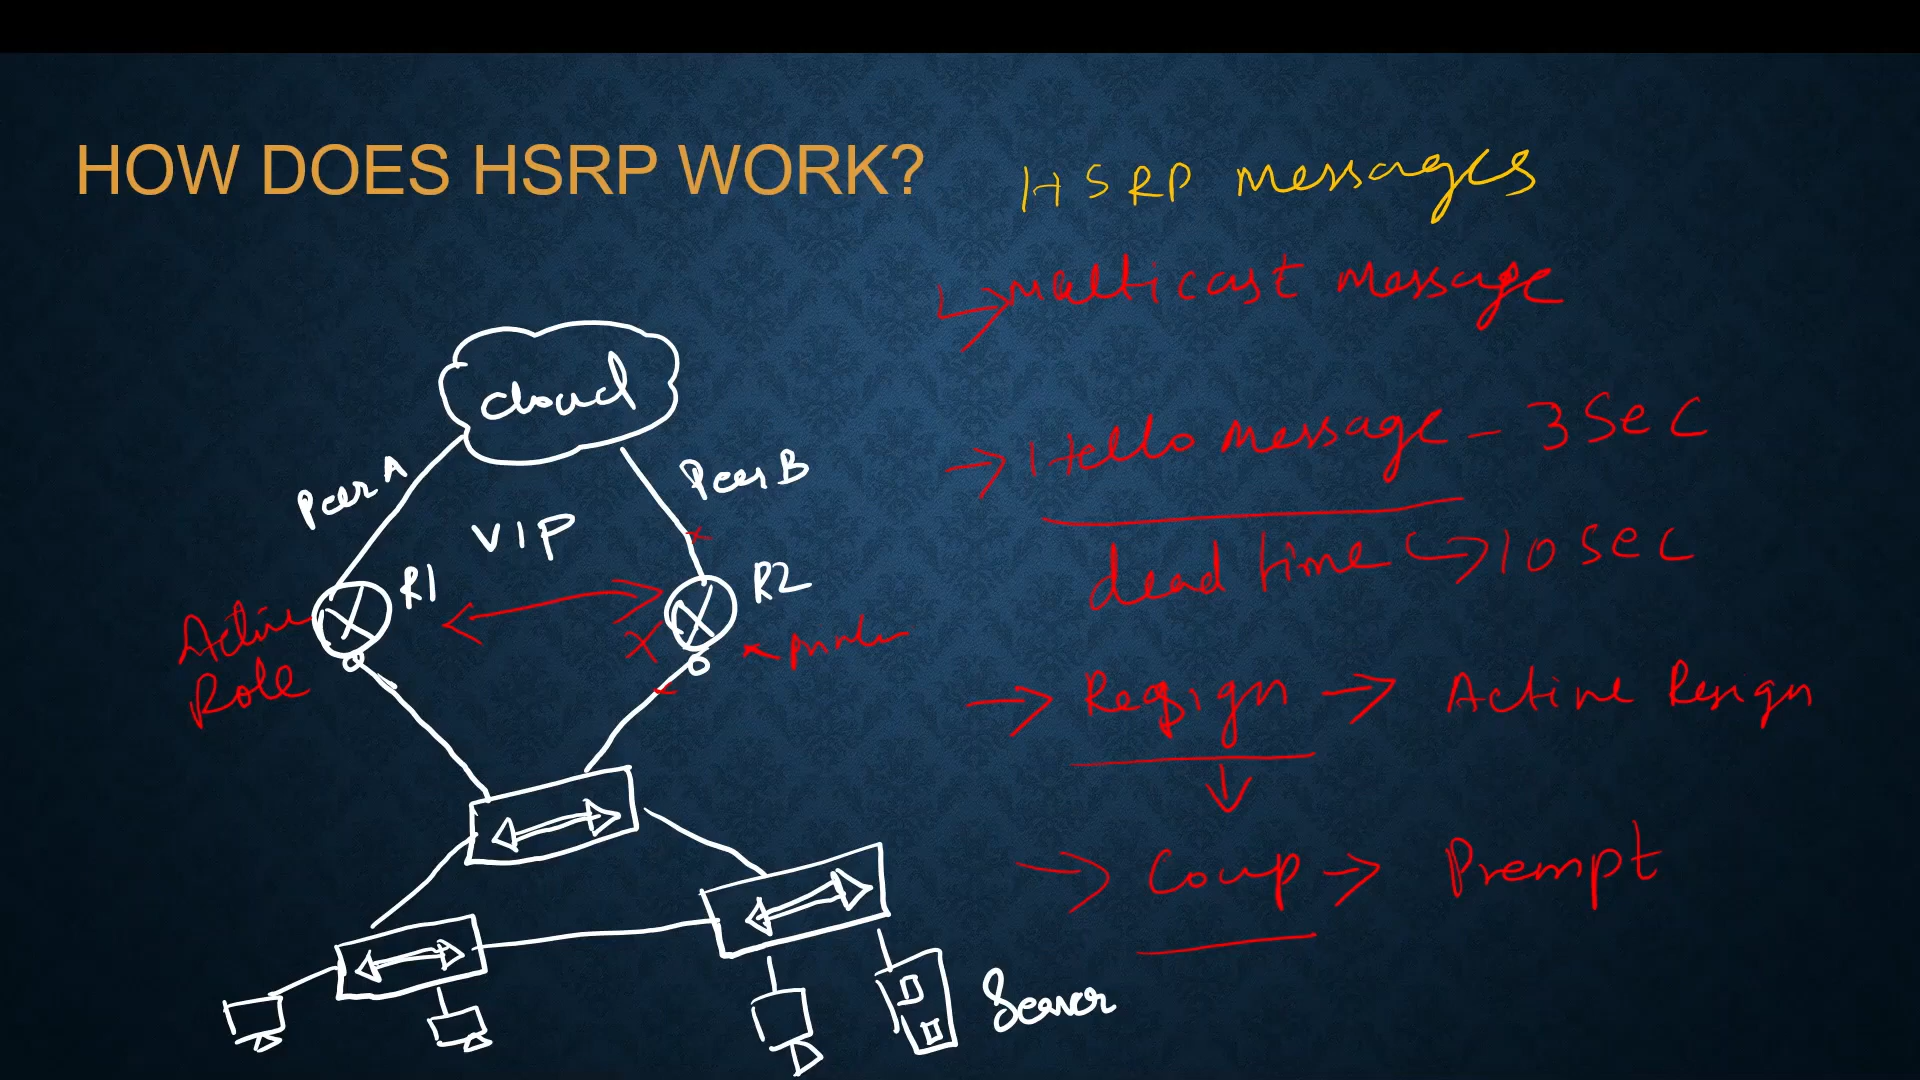 HOW DOES HSRP WORK?
HSRP messages
Multicast message
Hello message - 3 Sec
dead time 10 sec
Resign Active Resign
Coup Prempt
cloud
Peer A
Peer B
VIP
R1
R2
Active
Role
Server